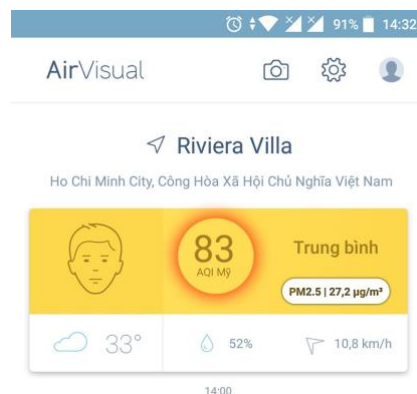 91% 14:32
AirVisual
Riviera Villa
Ho Chi Minh City, Công Hòa Xã Hội Chủ Nghĩa Việt Nam
83
AQI Mỹ
Trung bình
PM2.5 | 27,2 µg/m³
33° 52% 10,8 km/h
14:00